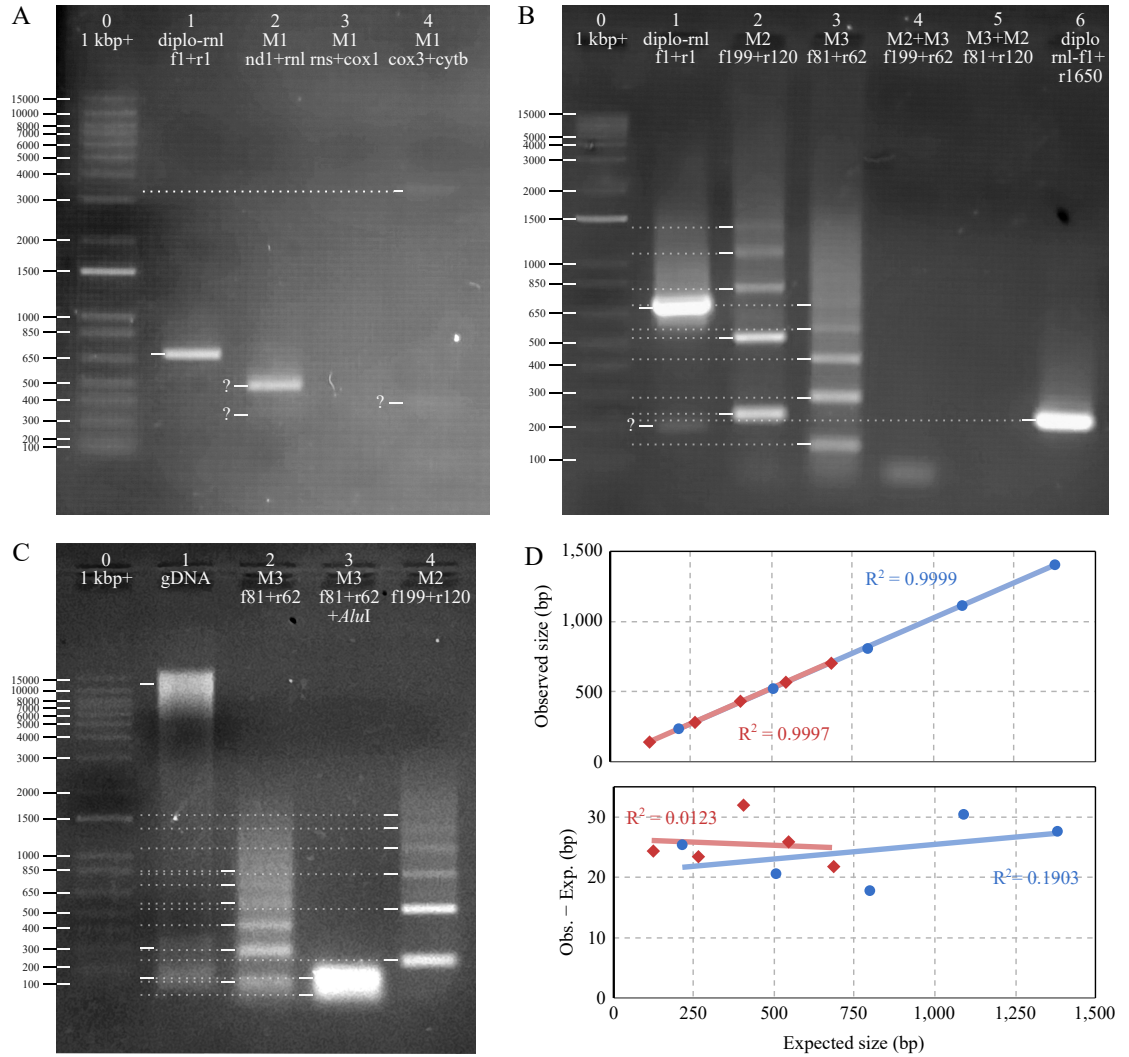 A
0
1 kbp+
1
diplo-rnl
f1+r1
2
M1
nd1+rnl
3
M1
rns+cox1
4
M1
cox3+cytb
15000
10000
8000
7000
6000
5000
4000
3000
2000
1500
1000
850
650
500
400
300
200
100
?
?
?
B
0
1 kbp+
1
diplo-rnl
f1+r1
2
M2
f199+r120
3
M3
f81+r62
4
M2+M3
f199+r62
5
M3+M2
f81+r120
6
diplo
rnl-f1+
r1650
15000
5000
4000
3000
2000
1500
1000
850
650
500
400
300
200
100
?
C
0
1 kbp+
1
gDNA
2
M3
f81+r62
3
M3
f81+r62
+AluI
4
M2
f199+r120
15000
10000
8000
7000
6000
5000
4000
3000
2000
1500
1000
850
650
500
400
300
200
100
D
1,500
1,000
500
0
Observed size (bp)
R² = 0.9999
R² = 0.9997
30
20
10
0
Obs. − Exp. (bp)
R² = 0.0123
R² = 0.1903
0
250
500
750
1,000
1,250
1,500
Expected size (bp)